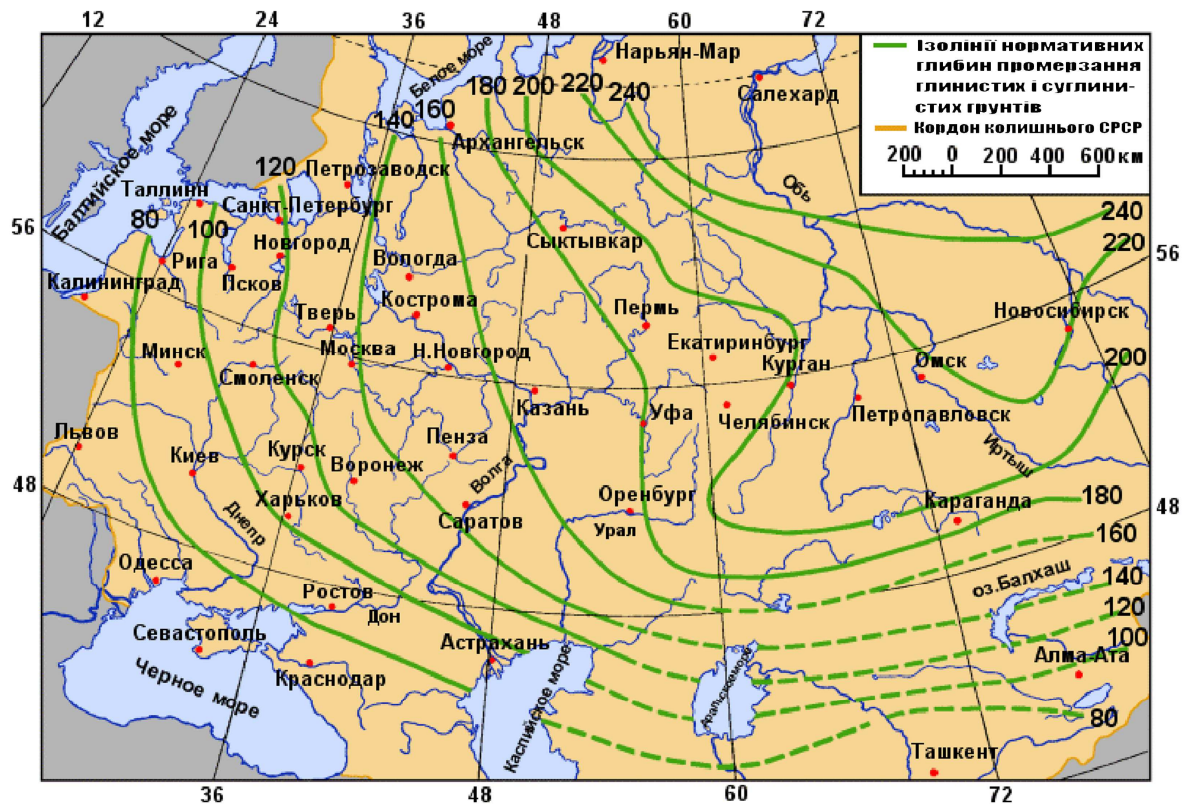 12 24 36 48 60 72
Ізолінії нормативних
глибин промерзання
глинистих і суглини-
стих грунтів
Кордон колишнього СРСР
200 0 200 400 600 км
Нарьян-Мар
Белое море
Салехард
180 200 220 240
140 160
Архангельск
120
Петрозаводск
Балтийское море
Таллинн
Санкт-Петербург
Обь
56
80
100
Новгород
Сыктывкар
240
220
56
Рига
Псков
Вологда
Калининград
Кострома
Пермь
Новосибирск
Тверь
Екатиринбург
Минск
Москва
Н.Новгород
Курган
Омск
200
Смоленск
Казань
Уфа
Челябинск
Петропавловск
Львов
Киев
Курск
Воронеж
Пенза
Волга
Иртыш
48
Харьков
Саратов
Оренбург
Урал
Караганда
180
48
Днепр
160
Одесса
оз.Балхаш
140
Ростов
Дон
120
Севастополь
Астрахань
100
Алма-Ата
Краснодар
Черное море
Каспийское море
Аральскоеморе
80
Ташкент
36 48 60 72